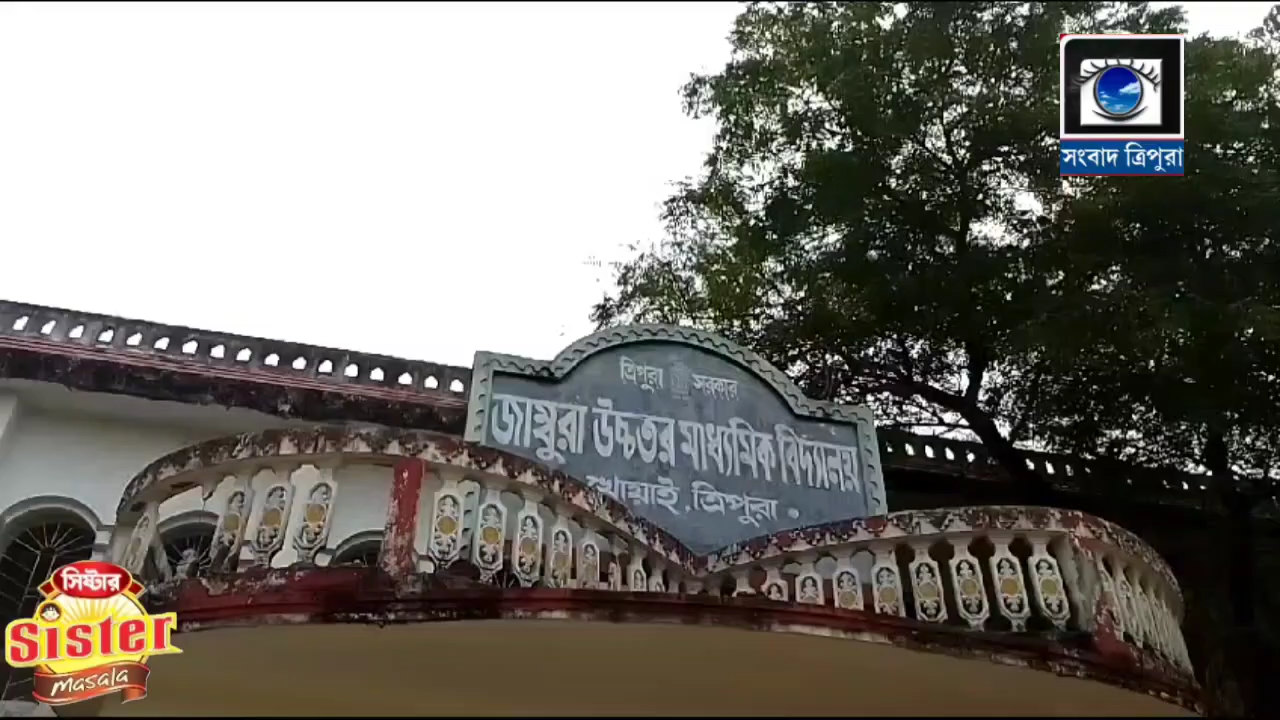 সংবাদ ত্রিপুরা
ত্রিপুরা সরকার
জাম্বুরা উচ্চতর মাধ্যমিক বিদ্যালয়
খোয়াই, ত্রিপুরা.
সিষ্টার
Sister
masala